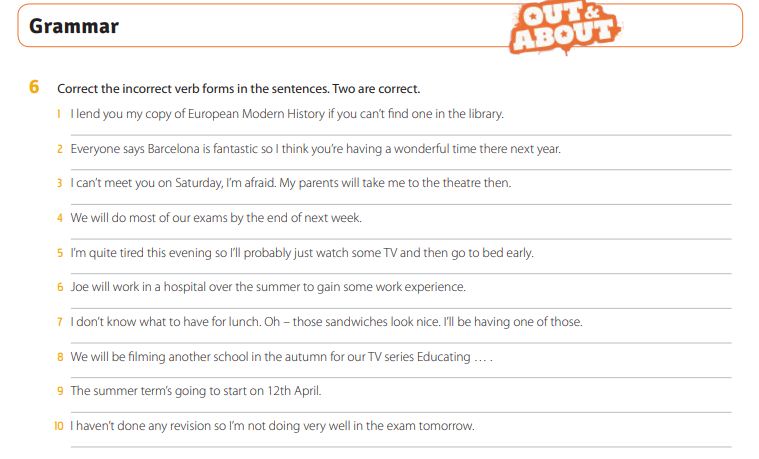 Grammar
OUT &
ABOUT
6 Correct the incorrect verb forms in the sentences. Two are correct.
1 I lend you my copy of European Modern History if you can't find one in the library.
2 Everyone says Barcelona is fantastic so I think you're having a wonderful time there next year.
3 I can't meet you on Saturday, I'm afraid. My parents will take me to the theatre then.
4 We will do most of our exams by the end of next week.
5 I'm quite tired this evening so I'll probably just watch some TV and then go to bed early.
6 Joe will work in a hospital over the summer to gain some work experience.
7 I don't know what to have for lunch. Oh – those sandwiches look nice. I'll be having one of those.
8 We will be filming another school in the autumn for our TV series Educating … .
9 The summer term's going to start on 12th April.
10 I haven't done any revision so I'm not doing very well in the exam tomorrow.